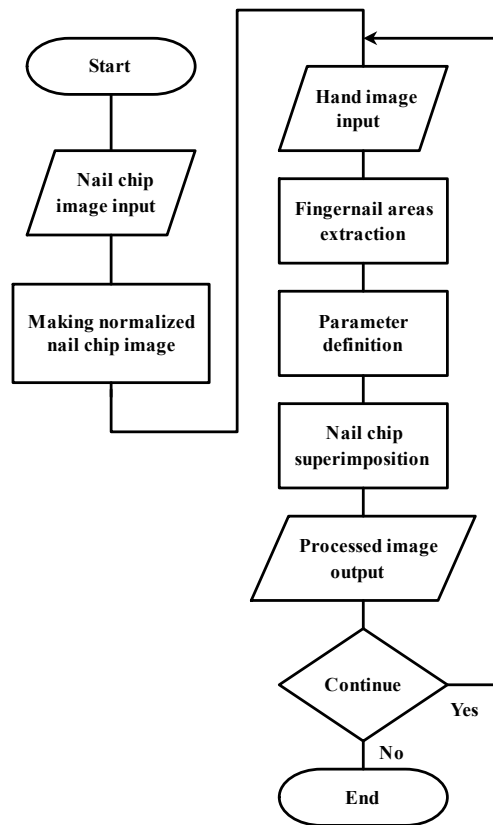 Start
Nail chip
image input
Making normalized
nail chip image
Hand image
input
Fingernail areas
extraction
Parameter
definition
Nail chip
superimposition
Processed image
output
Continue
Yes
No
End